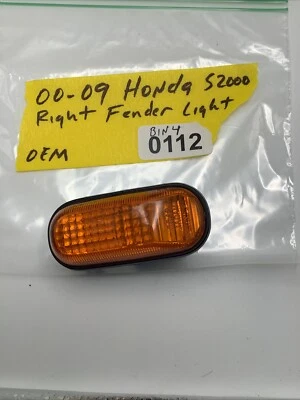 00-09 Honda S2000
Right Fender Light
OEM
BIN 4
0112